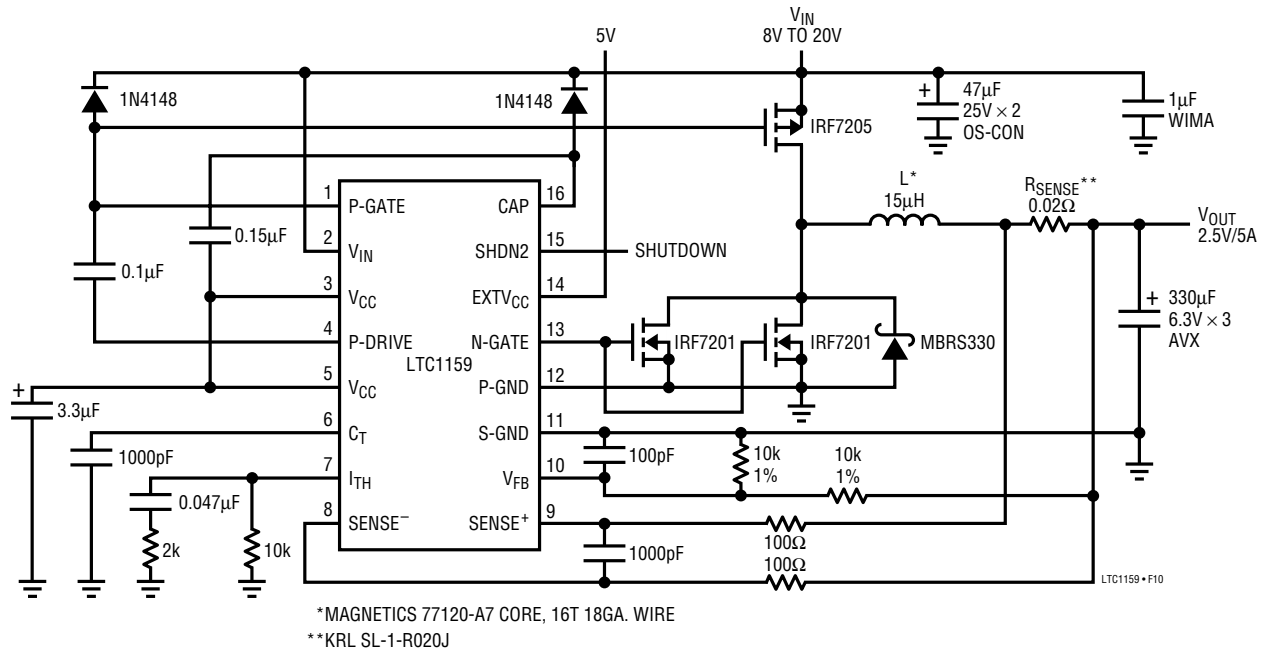 V_IN
8V TO 20V
5V
1N4148
1N4148
IRF7205
+
47µF
25V × 2
OS-CON
1µF
WIMA
L*
15µH
R_SENSE**
0.02Ω
V_OUT
2.5V/5A
1
P-GATE
CAP
16
0.15µF
2
V_IN
SHDN2
15
SHUTDOWN
0.1µF
3
V_CC
EXTV_CC
14
4
P-DRIVE
N-GATE
13
IRF7201
IRF7201
MBRS330
+
330µF
6.3V × 3
AVX
LTC1159
5
V_CC
P-GND
12
+
3.3µF
6
C_T
S-GND
11
1000pF
100pF
10k
1%
10k
1%
7
I_TH
V_FB
10
0.047µF
8
SENSE⁻
SENSE⁺
9
2k
10k
1000pF
100Ω
100Ω
LTC1159 • F10
*MAGNETICS 77120-A7 CORE, 16T 18GA. WIRE
**KRL SL-1-R020J